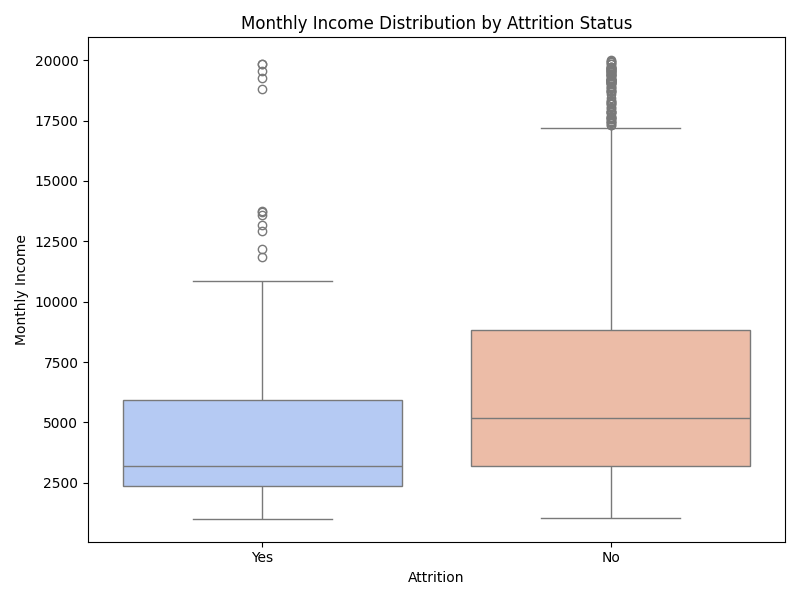 Monthly Income Distribution by Attrition Status
20000
17500
15000
12500
10000
7500
5000
2500
Monthly Income
Yes
No
Attrition